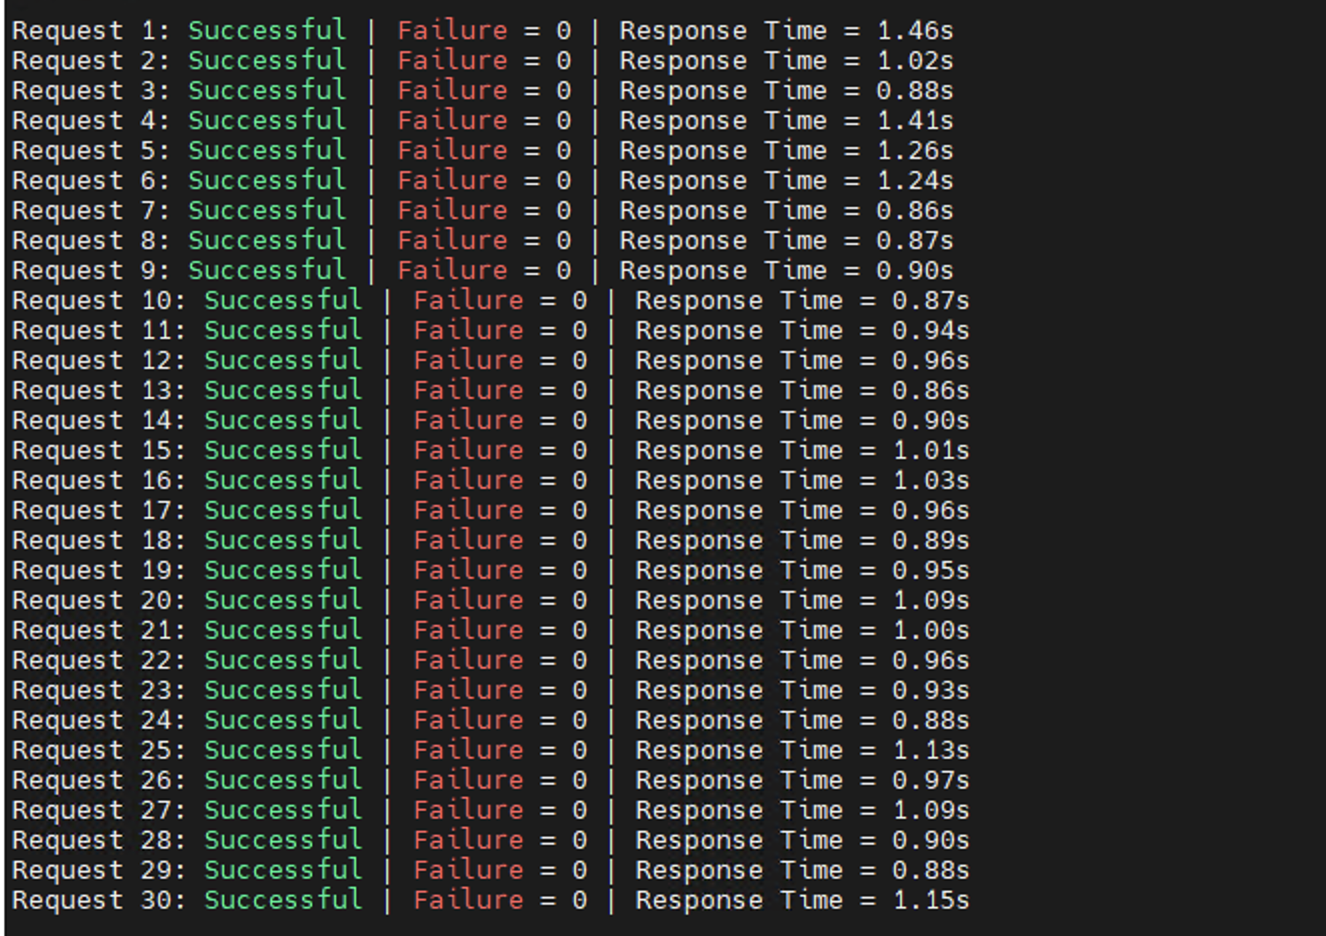 Request 1: Successful | Failure = 0 | Response Time = 1.46s
Request 2: Successful | Failure = 0 | Response Time = 1.02s
Request 3: Successful | Failure = 0 | Response Time = 0.88s
Request 4: Successful | Failure = 0 | Response Time = 1.41s
Request 5: Successful | Failure = 0 | Response Time = 1.26s
Request 6: Successful | Failure = 0 | Response Time = 1.24s
Request 7: Successful | Failure = 0 | Response Time = 0.86s
Request 8: Successful | Failure = 0 | Response Time = 0.87s
Request 9: Successful | Failure = 0 | Response Time = 0.90s
Request 10: Successful | Failure = 0 | Response Time = 0.87s
Request 11: Successful | Failure = 0 | Response Time = 0.94s
Request 12: Successful | Failure = 0 | Response Time = 0.96s
Request 13: Successful | Failure = 0 | Response Time = 0.86s
Request 14: Successful | Failure = 0 | Response Time = 0.90s
Request 15: Successful | Failure = 0 | Response Time = 1.01s
Request 16: Successful | Failure = 0 | Response Time = 1.03s
Request 17: Successful | Failure = 0 | Response Time = 0.96s
Request 18: Successful | Failure = 0 | Response Time = 0.89s
Request 19: Successful | Failure = 0 | Response Time = 0.95s
Request 20: Successful | Failure = 0 | Response Time = 1.09s
Request 21: Successful | Failure = 0 | Response Time = 1.00s
Request 22: Successful | Failure = 0 | Response Time = 0.96s
Request 23: Successful | Failure = 0 | Response Time = 0.93s
Request 24: Successful | Failure = 0 | Response Time = 0.88s
Request 25: Successful | Failure = 0 | Response Time = 1.13s
Request 26: Successful | Failure = 0 | Response Time = 0.97s
Request 27: Successful | Failure = 0 | Response Time = 1.09s
Request 28: Successful | Failure = 0 | Response Time = 0.90s
Request 29: Successful | Failure = 0 | Response Time = 0.88s
Request 30: Successful | Failure = 0 | Response Time = 1.15s